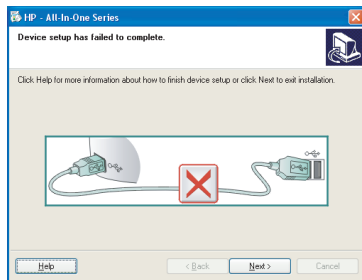 HP - All-In-One Series
Device setup has failed to complete.
Click Help for more information about how to finish device setup or click Next to exit installation.
Help
< Back
Next >
Cancel